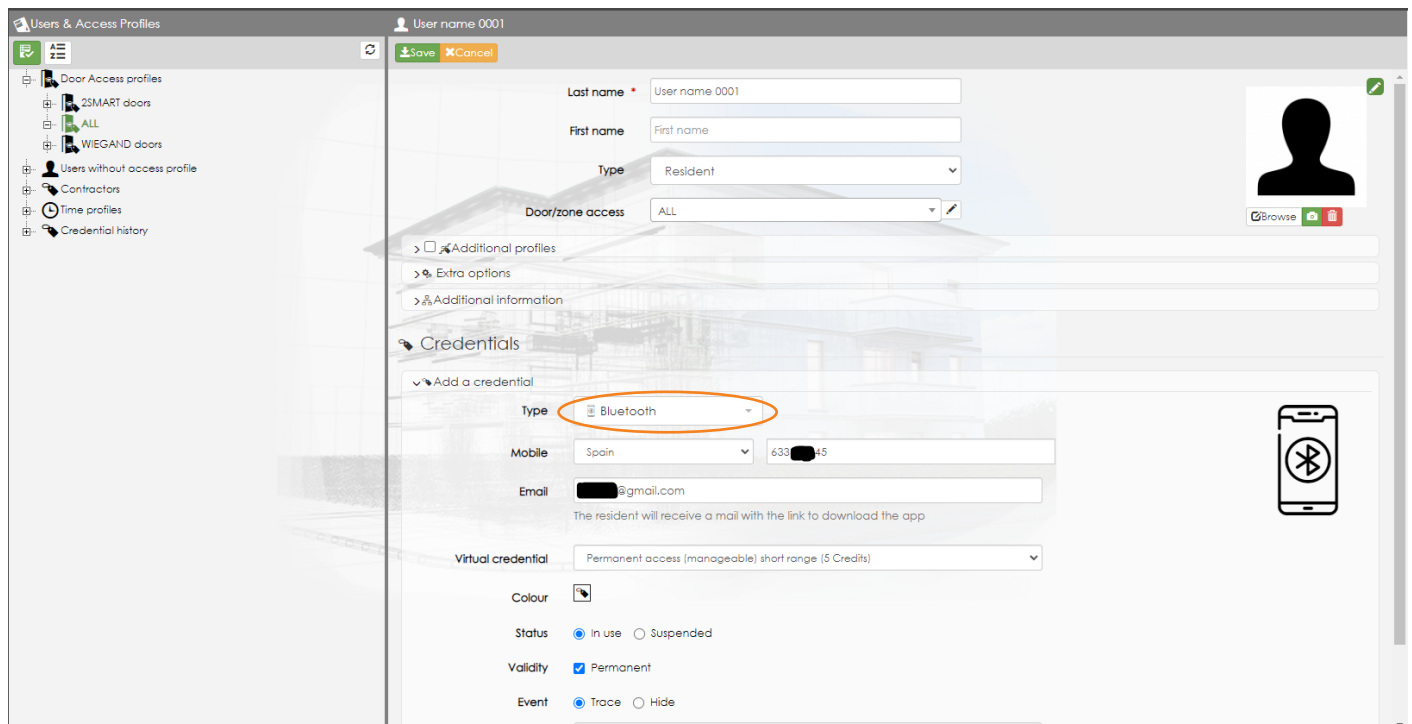 Users & Access Profiles
User name 0001
Save Cancel
Door Access profiles
2SMART doors
ALL
WIEGAND doors
Users without access profile
Contractors
Time profiles
Credential history
Last name * User name 0001
First name First name
Type Resident
Door/zone access ALL
Browse
Additional profiles
Extra options
Additional information
Credentials
Add a credential
Type Bluetooth
Mobile Spain 633 45
Email @gmail.com
The resident will receive a mail with the link to download the app
Virtual credential Permanent access (manageable) short range (5 Credits)
Colour
Status In use Suspended
Validity Permanent
Event Trace Hide